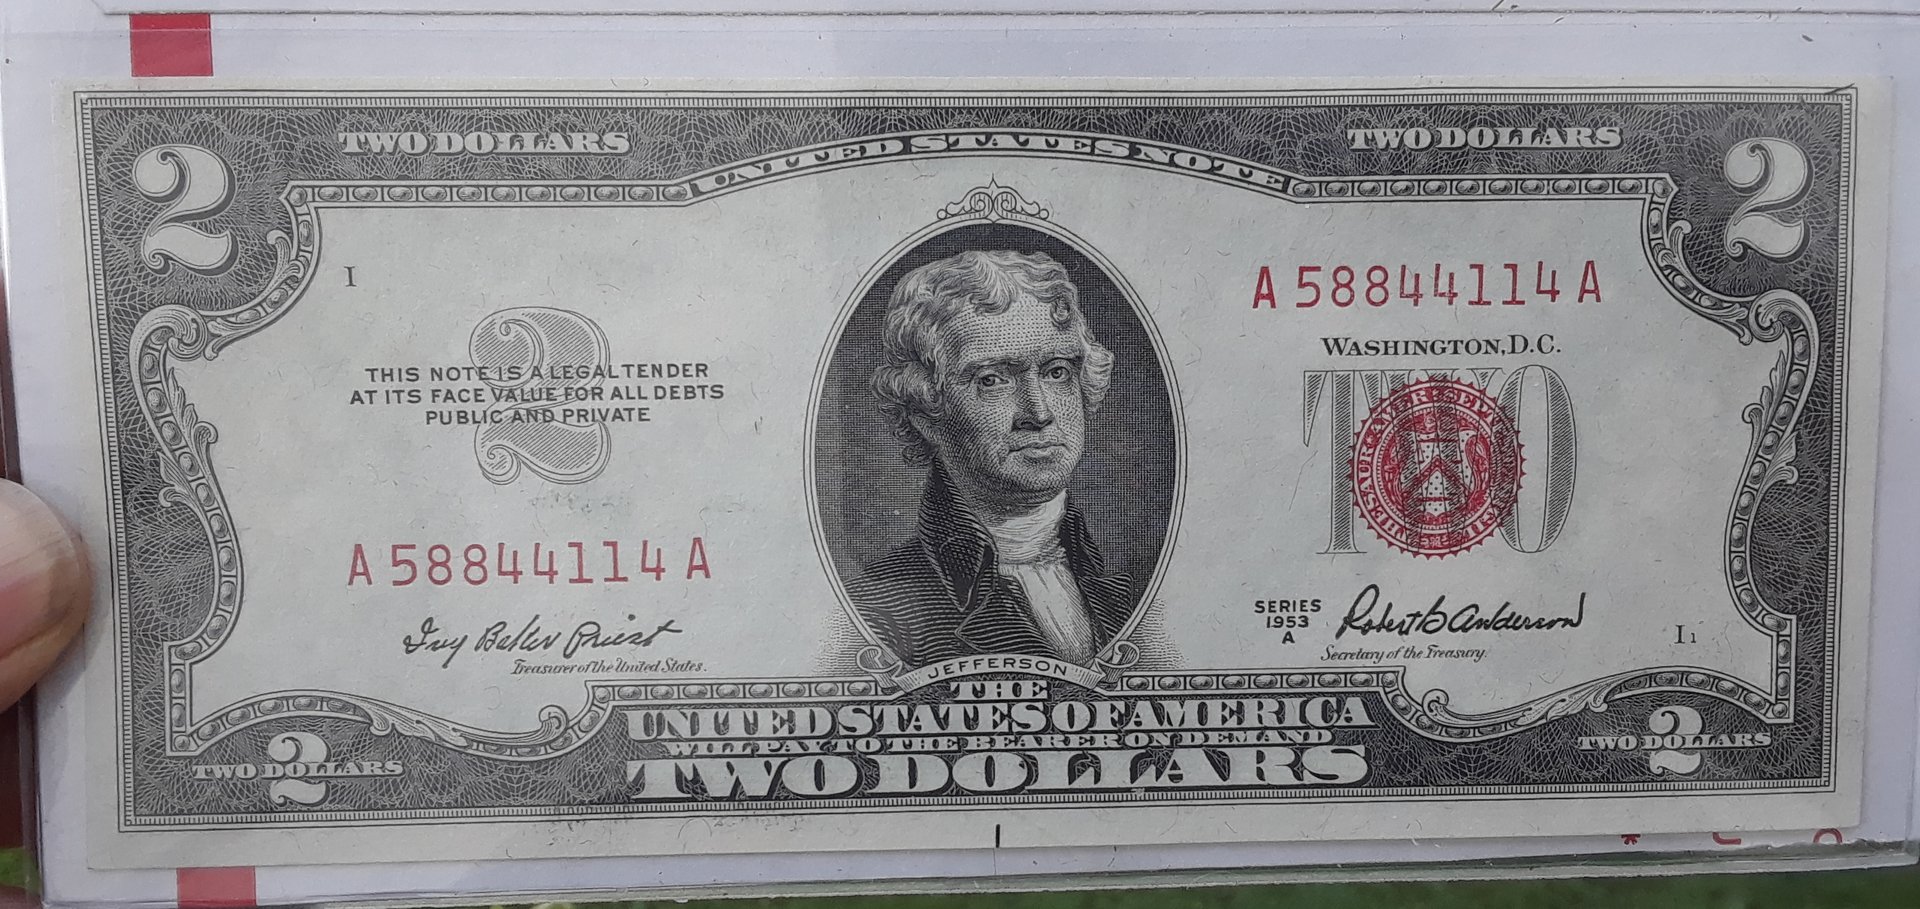 2
TWO DOLLARS
UNITED STATES NOTE
TWO DOLLARS
2
I
A 58844114 A
WASHINGTON, D.C.
2
THIS NOTE IS A LEGAL TENDER
AT ITS FACE VALUE FOR ALL DEBTS
PUBLIC AND PRIVATE
TWO
A 58844114 A
Ivy Baker Priest
Treasurer of the United States.
SERIES
1953
A
Robert B Anderson
Secretary of the Treasury.
I1
JEFFERSON
THE
UNITED STATES OF AMERICA
WILL PAY TO THE BEARER ON DEMAND
TWO DOLLARS
2
TWO DOLLARS
2
TWO DOLLARS